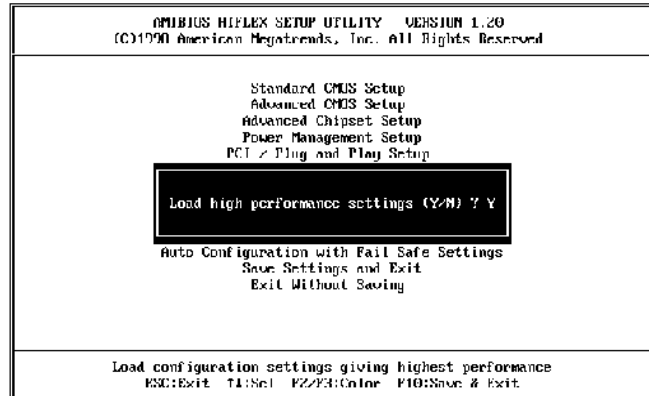 AMIBIOS HIFLEX SETUP UTILITY VERSION 1.20
(C)1998 American Megatrends, Inc. All Rights Reserved
Standard CMOS Setup
Advanced CMOS Setup
Advanced Chipset Setup
Power Management Setup
PCI / Plug and Play Setup
Load high performance settings (Y/N) ? Y
Auto Configuration with Fail Safe Settings
Save Settings and Exit
Exit Without Saving
Load configuration settings giving highest performance
ESC:Exit ↑↓:Sel F2/F3:Color F10:Save & Exit